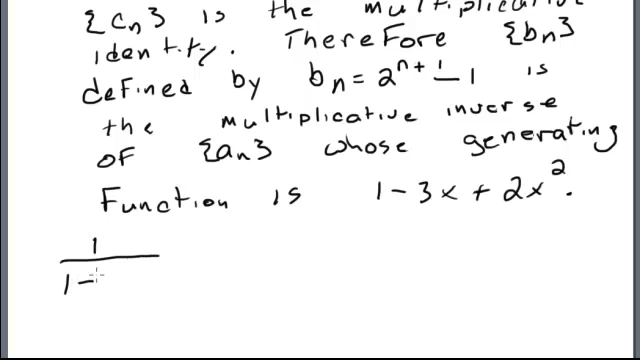 {Cn} is the multiplicative
identity. Therefore {bn}
defined by bn = 2^{n+1} - 1 is
the multiplicative inverse
of {an} whose generating
Function is 1 - 3x + 2x².
1
1 -